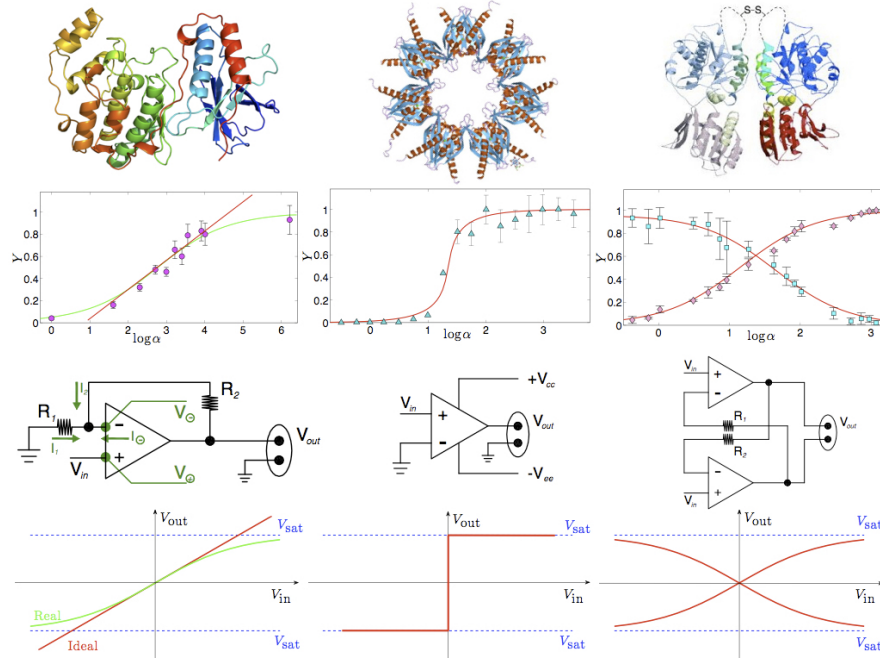 S-S
Y
1
0.8
0.6
0.4
0.2
0
0 1 2 3 4 5 6
log α
1
0.8
0.6
0.4
0.2
0
0 1 2 3
log α
Y
1
0.8
0.6
0.4
0.2
0
0 1 2 3
log α
R1
I2
I1
Vin
−
+
V⊖
I⊖
V⊕
R2
Vout
Vin
+
−
+Vcc
Vout
-Vee
Vin
+
−
R1
R2
Vout
−
+
Vin
Vout
Vsat
Vin
Real
Ideal
Vsat
Vout
Vsat
Vin
Vsat
Vout
Vsat
Vin
Vsat